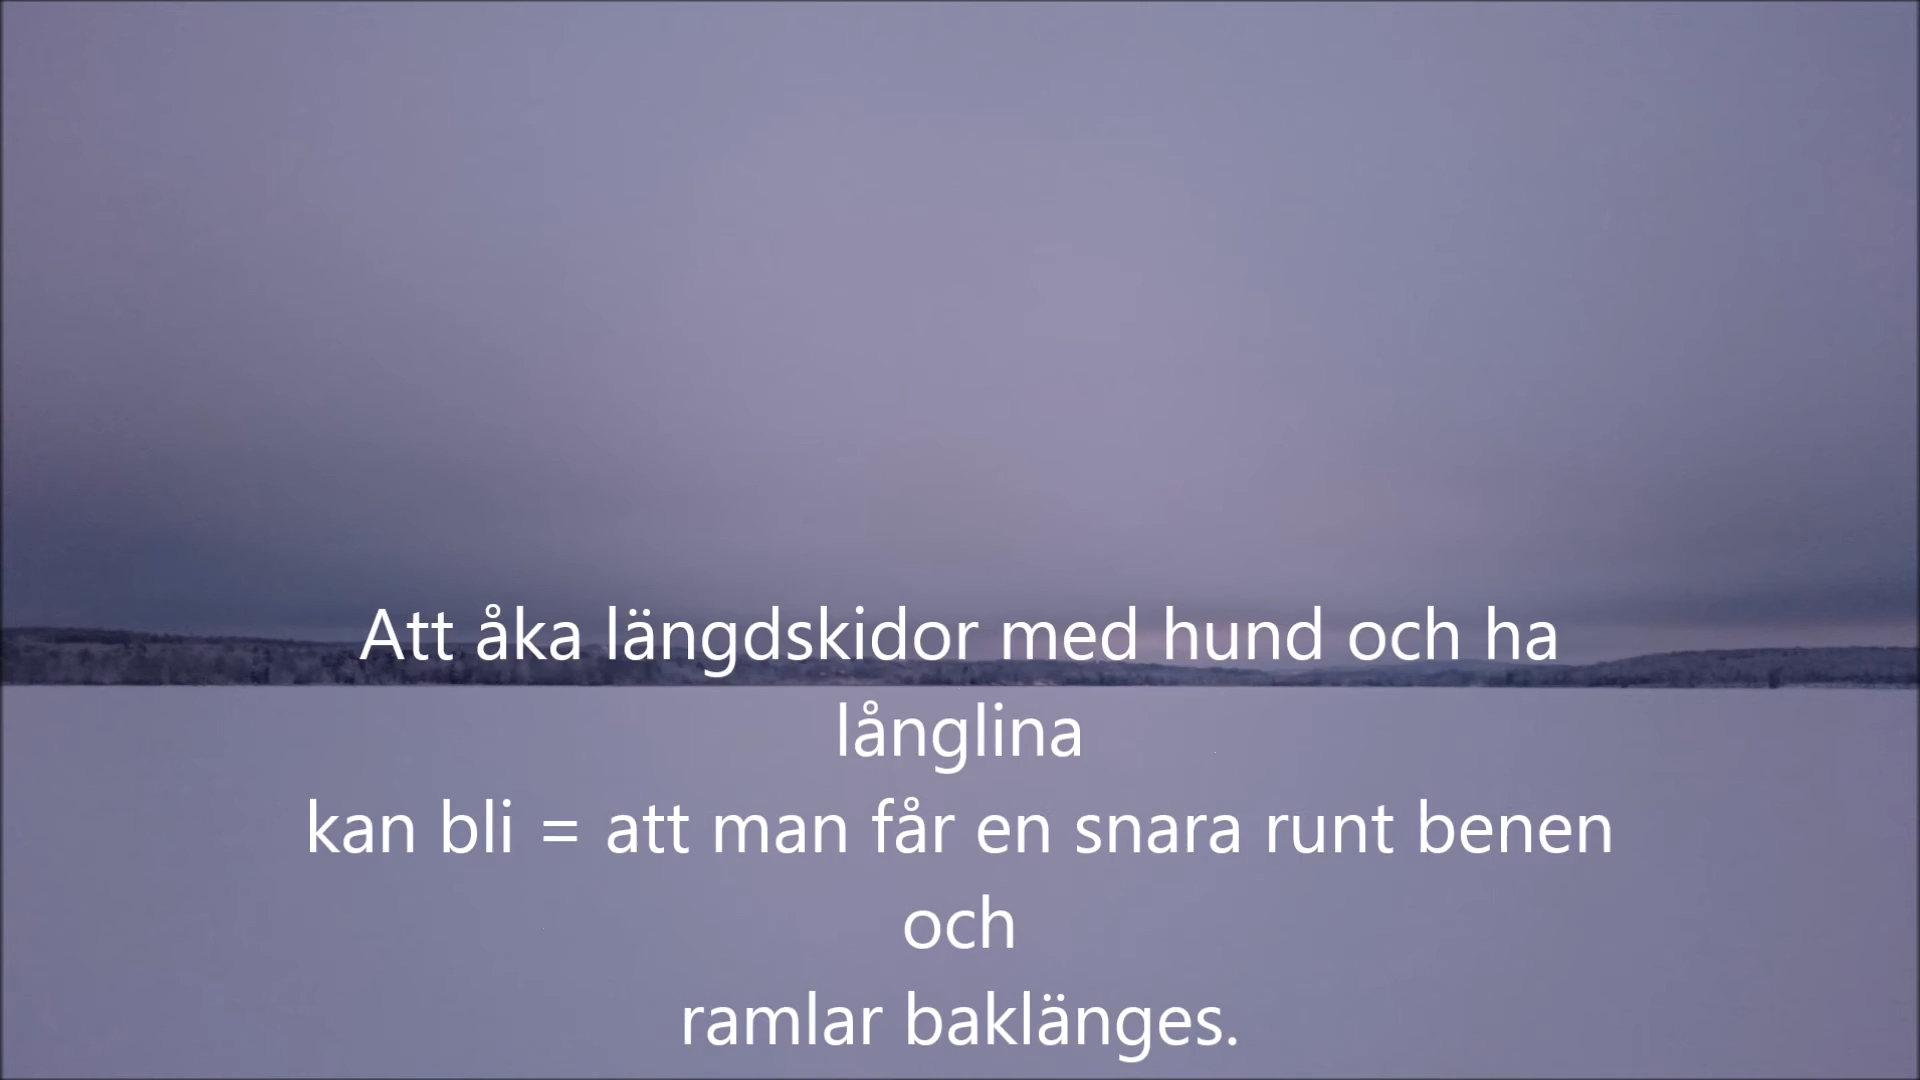 Att åka längdskidor med hund och ha
långlina
kan bli = att man får en snara runt benen
och
ramlar baklänges.